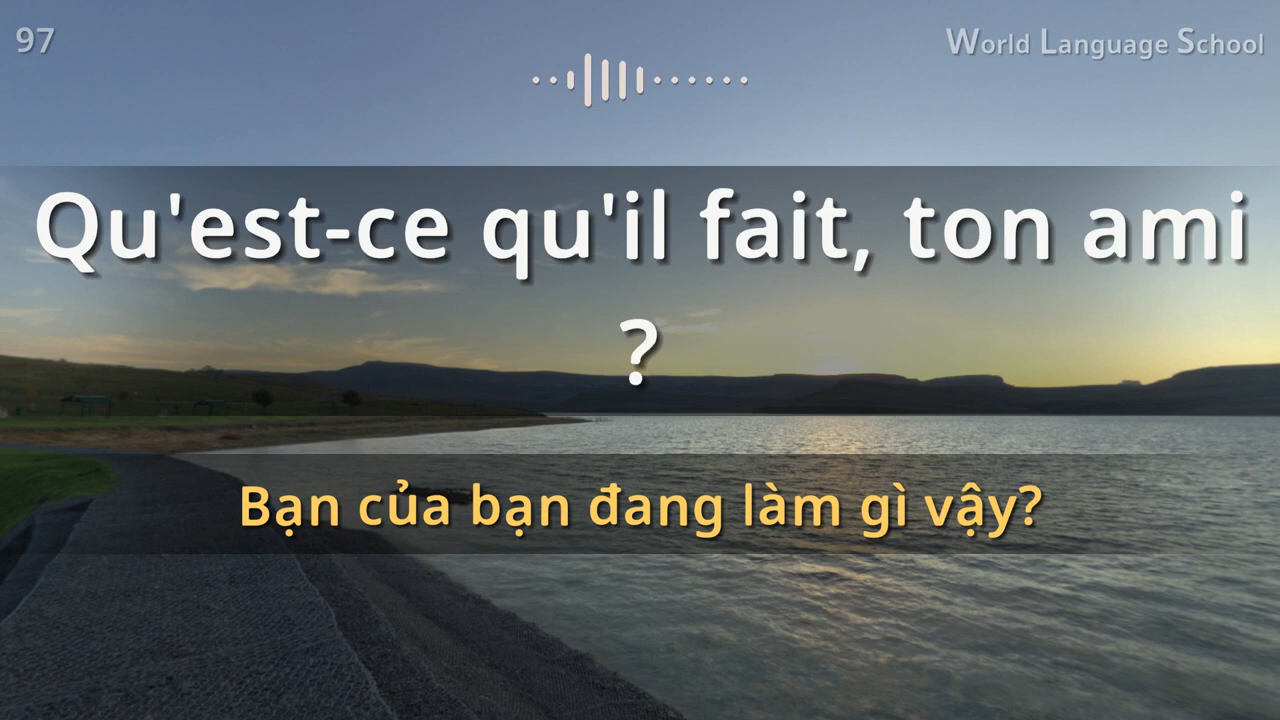 97
World Language School
Qu'est-ce qu'il fait, ton ami
?
Bạn của bạn đang làm gì vậy?